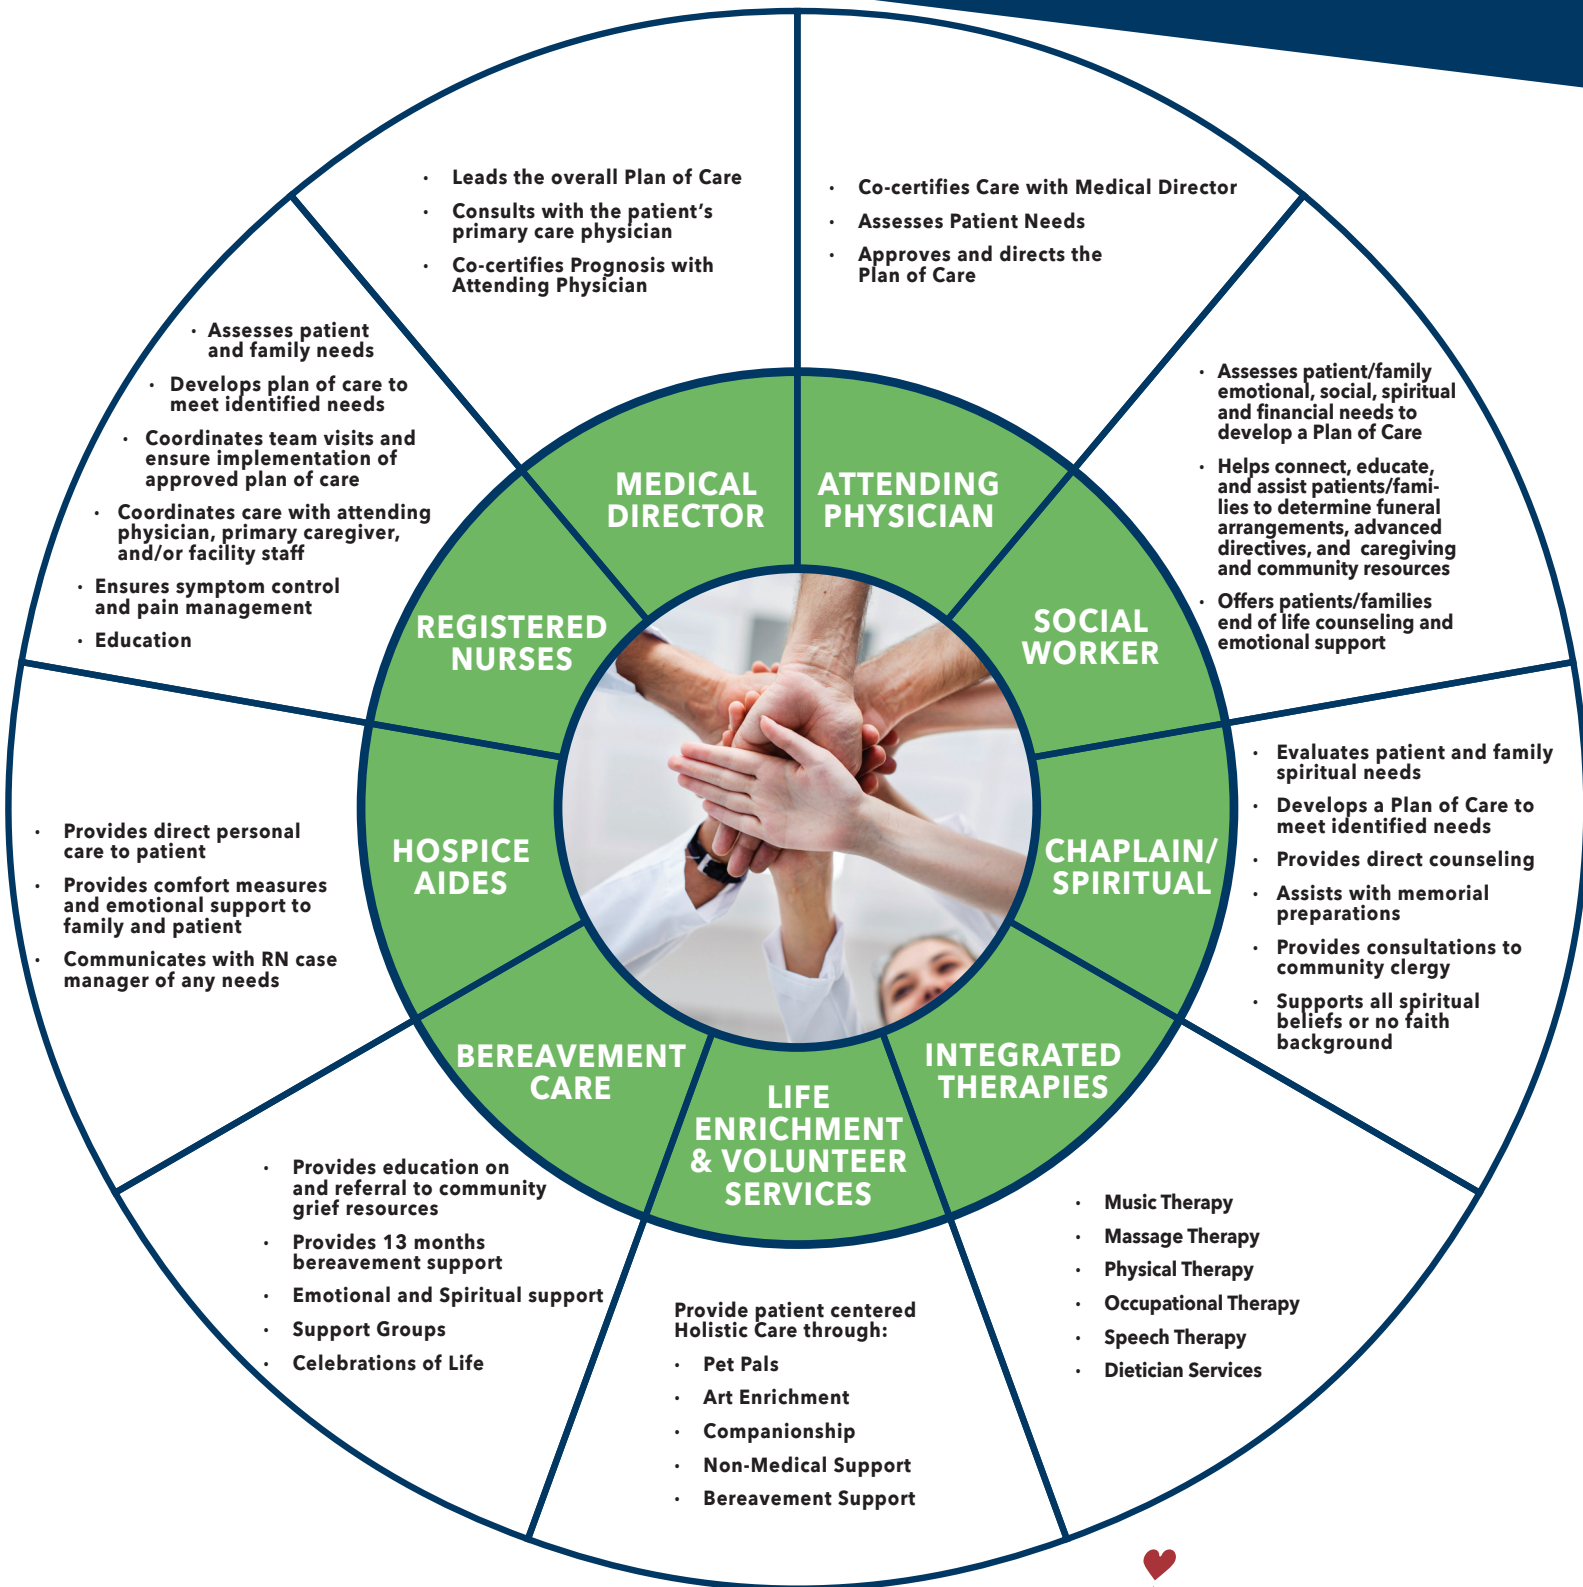 MEDICAL
DIRECTOR
• Leads the overall Plan of Care
• Consults with the patient's
primary care physician
• Co-certifies Prognosis with
Attending Physician
ATTENDING
PHYSICIAN
• Co-certifies Care with Medical Director
• Assesses Patient Needs
• Approves and directs the
Plan of Care
SOCIAL
WORKER
• Assesses patient/family
emotional, social, spiritual
and financial needs to
develop a Plan of Care
• Helps connect, educate,
and assist patients/fami-
lies to determine funeral
arrangements, advanced
directives, and caregiving
and community resources
• Offers patients/families
end of life counseling and
emotional support
CHAPLAIN/
SPIRITUAL
• Evaluates patient and family
spiritual needs
• Develops a Plan of Care to
meet identified needs
• Provides direct counseling
• Assists with memorial
preparations
• Provides consultations to
community clergy
• Supports all spiritual
beliefs or no faith
background
INTEGRATED
THERAPIES
• Music Therapy
• Massage Therapy
• Physical Therapy
• Occupational Therapy
• Speech Therapy
• Dietician Services
LIFE
ENRICHMENT
& VOLUNTEER
SERVICES
Provide patient centered
Holistic Care through:
• Pet Pals
• Art Enrichment
• Companionship
• Non-Medical Support
• Bereavement Support
BEREAVEMENT
CARE
• Provides education on
and referral to community
grief resources
• Provides 13 months
bereavement support
• Emotional and Spiritual support
• Support Groups
• Celebrations of Life
HOSPICE
AIDES
• Provides direct personal
care to patient
• Provides comfort measures
and emotional support to
family and patient
• Communicates with RN case
manager of any needs
REGISTERED
NURSES
• Assesses patient
and family needs
• Develops plan of care to
meet identified needs
• Coordinates team visits and
ensure implementation of
approved plan of care
• Coordinates care with attending
physician, primary caregiver,
and/or facility staff
• Ensures symptom control
and pain management
• Education